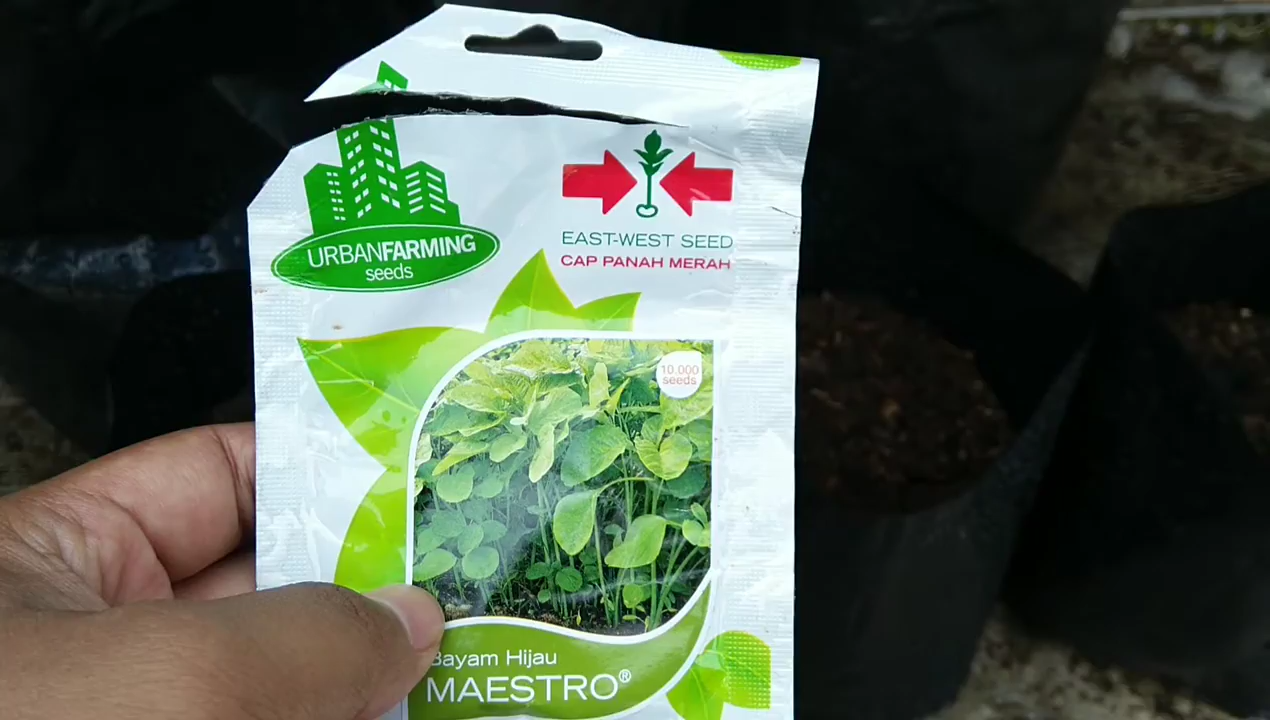 URBANFARMING
seeds
EAST-WEST SEED
CAP PANAH MERAH
10.000
seeds
Bayam Hijau
MAESTRO®